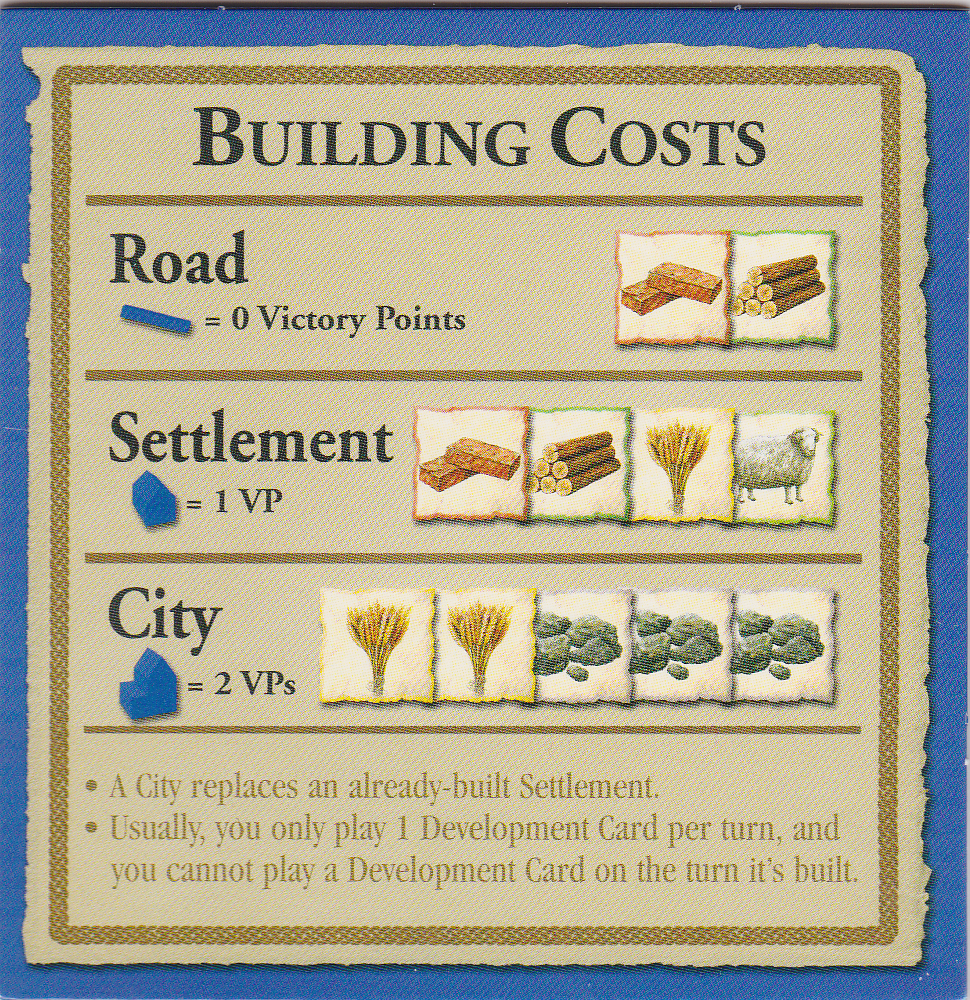 BUILDING COSTS
Road
= 0 Victory Points
Settlement
= 1 VP
City
= 2 VPs
• A City replaces an already-built Settlement.
• Usually, you only play 1 Development Card per turn, and
you cannot play a Development Card on the turn it's built.